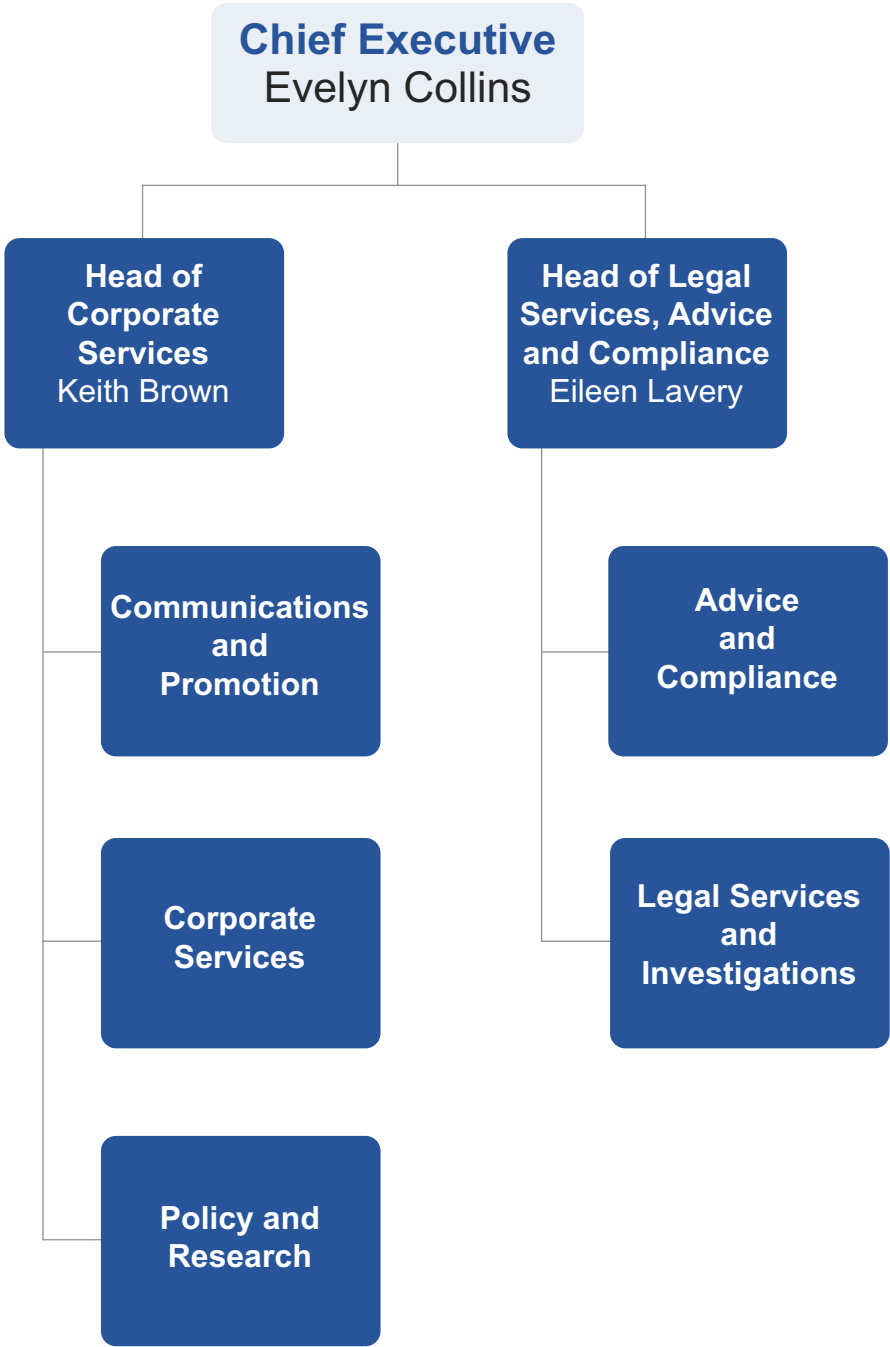 Chief Executive
Evelyn Collins
Head of
Corporate
Services
Keith Brown
Head of Legal
Services, Advice
and Compliance
Eileen Lavery
Communications
and
Promotion
Advice
and
Compliance
Corporate
Services
Legal Services
and
Investigations
Policy and
Research